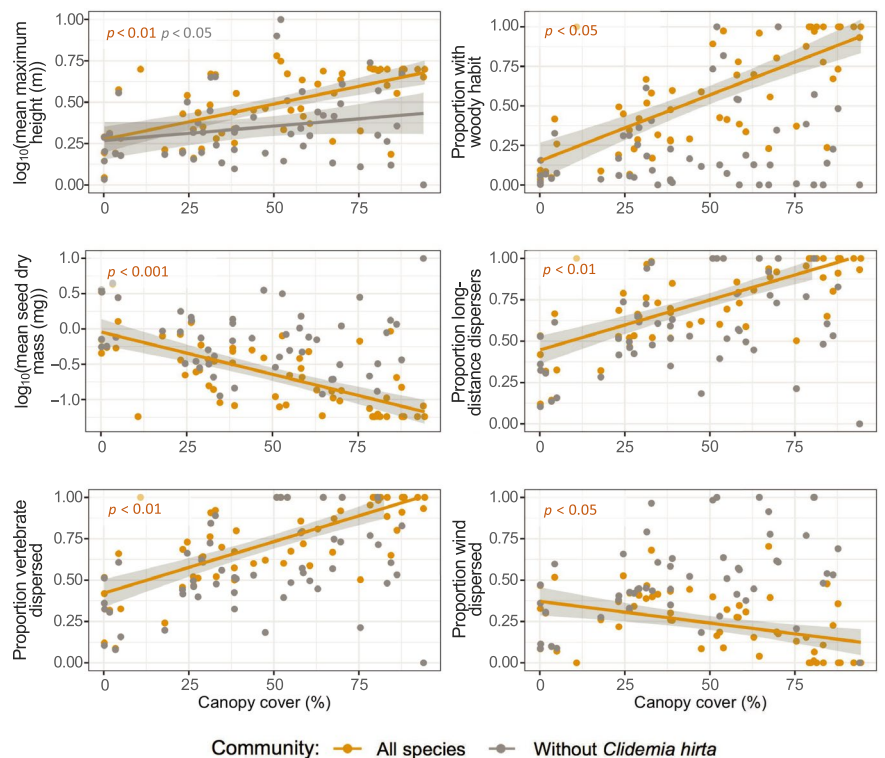 log₁₀(mean maximum
height (m))
1.00
0.75
0.50
0.25
0.00
p < 0.01 p < 0.05
0
25
50
75
Proportion with
woody habit
1.00
0.75
0.50
0.25
0.00
p < 0.05
0
25
50
75
log₁₀(mean seed dry
mass (mg))
1.0
0.5
0.0
−0.5
−1.0
p < 0.001
0
25
50
75
Proportion long-
distance dispersers
1.00
0.75
0.50
0.25
0.00
p < 0.01
0
25
50
75
Proportion vertebrate
dispersed
1.00
0.75
0.50
0.25
0.00
p < 0.01
0
25
50
75
Canopy cover (%)
Proportion wind
dispersed
1.00
0.75
0.50
0.25
0.00
p < 0.05
0
25
50
75
Canopy cover (%)
Community: All species Without Clidemia hirta